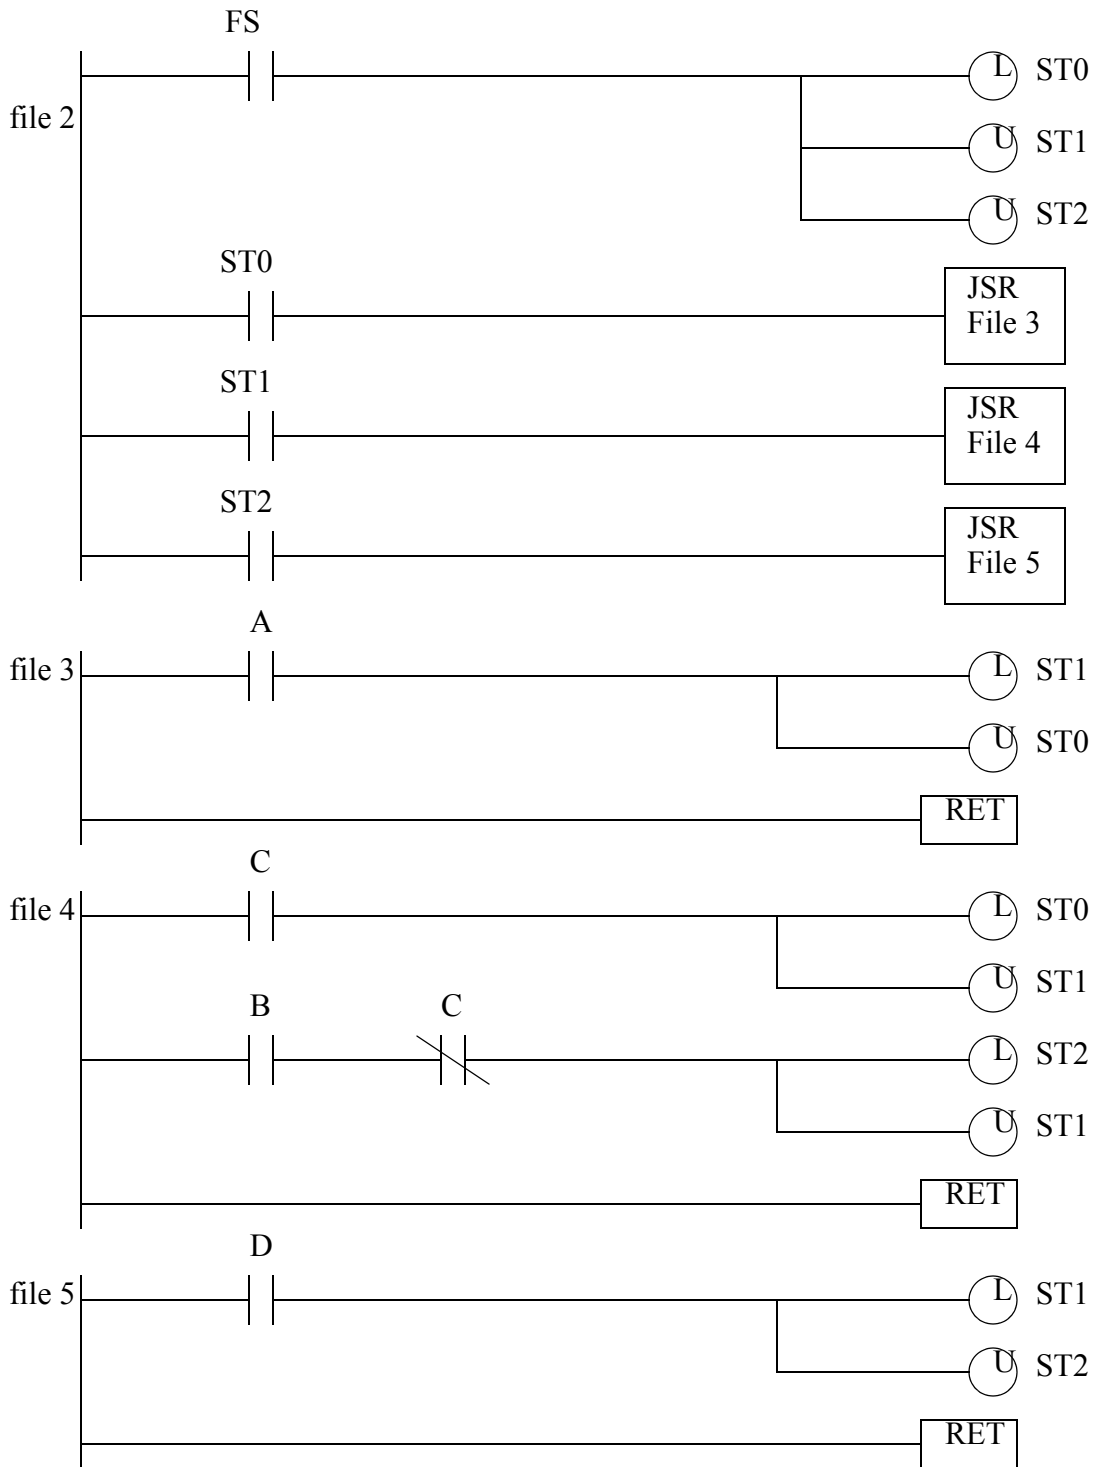 FS
L ST0
file 2
U ST1
U ST2
ST0
JSR
File 3
ST1
JSR
File 4
ST2
JSR
File 5
A
file 3
L ST1
U ST0
RET
C
file 4
L ST0
U ST1
B C
L ST2
U ST1
RET
D
file 5
L ST1
U ST2
RET